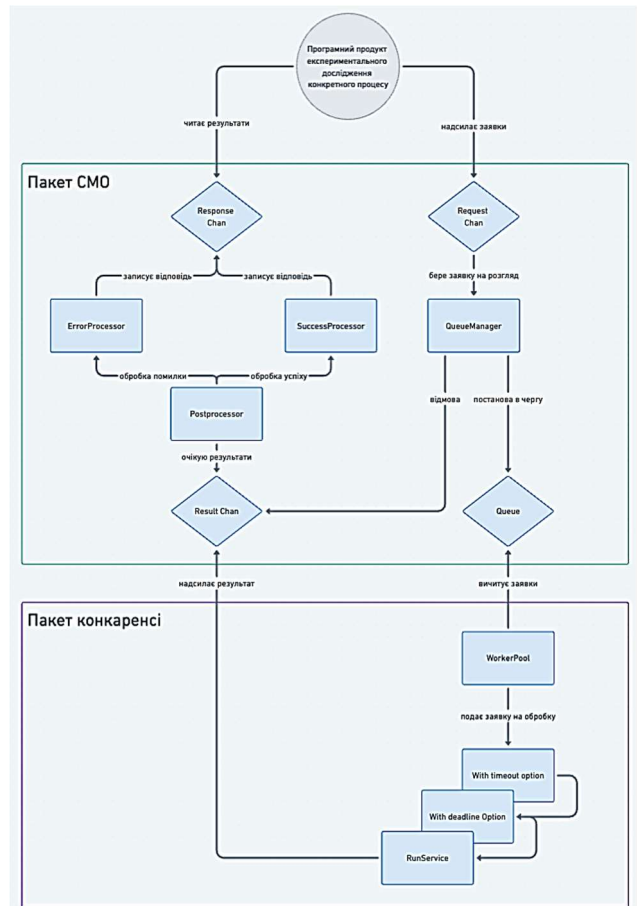 Програмний продукт
експериментального
дослідження
конкретного процесу
читає результати
надсилає заявки
Пакет СМО
Response
Chan
Request
Chan
записує відповідь
записує відповідь
бере заявку на розгляд
ErrorProcessor
SuccessProcessor
QueueManager
обробка помилки
обробка успіху
відмова
постанова в чергу
Postprocessor
очікую результати
Result Chan
Queue
надсилає результат
вичитує заявки
Пакет конкаренсі
WorkerPool
подає заявку на обробку
With timeout option
With deadline Option
RunService